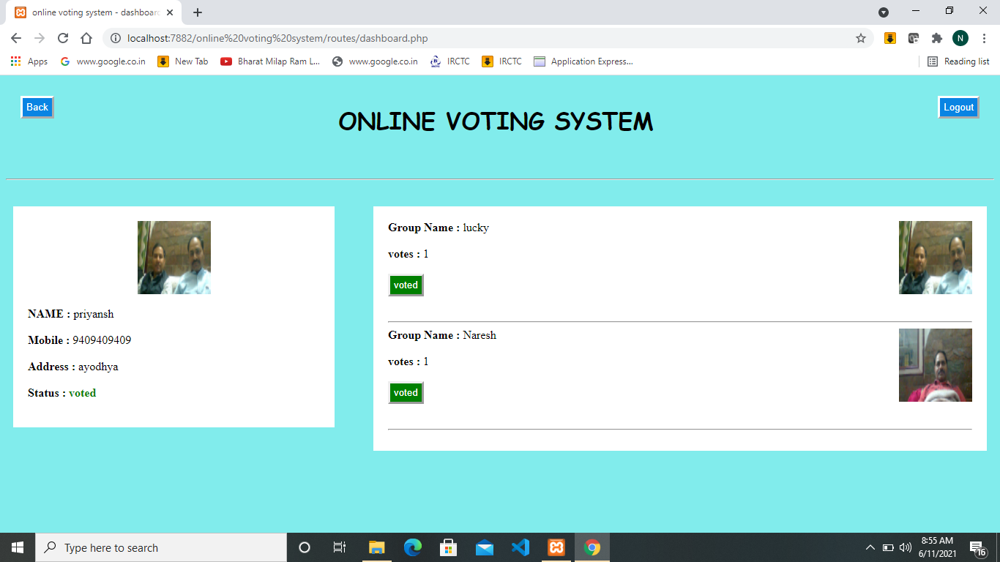 online voting system - dashboard
localhost:7882/online%20voting%20system/routes/dashboard.php
N
Apps
www.google.co.in
New Tab
Bharat Milap Ram L...
www.google.co.in
IRCTC
IRCTC
Application Express...
Reading list
Back
ONLINE VOTING SYSTEM
Logout
NAME : priyansh
Mobile : 9409409409
Address : ayodhya
Status : voted
Group Name : lucky
votes : 1
voted
Group Name : Naresh
votes : 1
voted
Type here to search
8:55 AM
6/11/2021
16